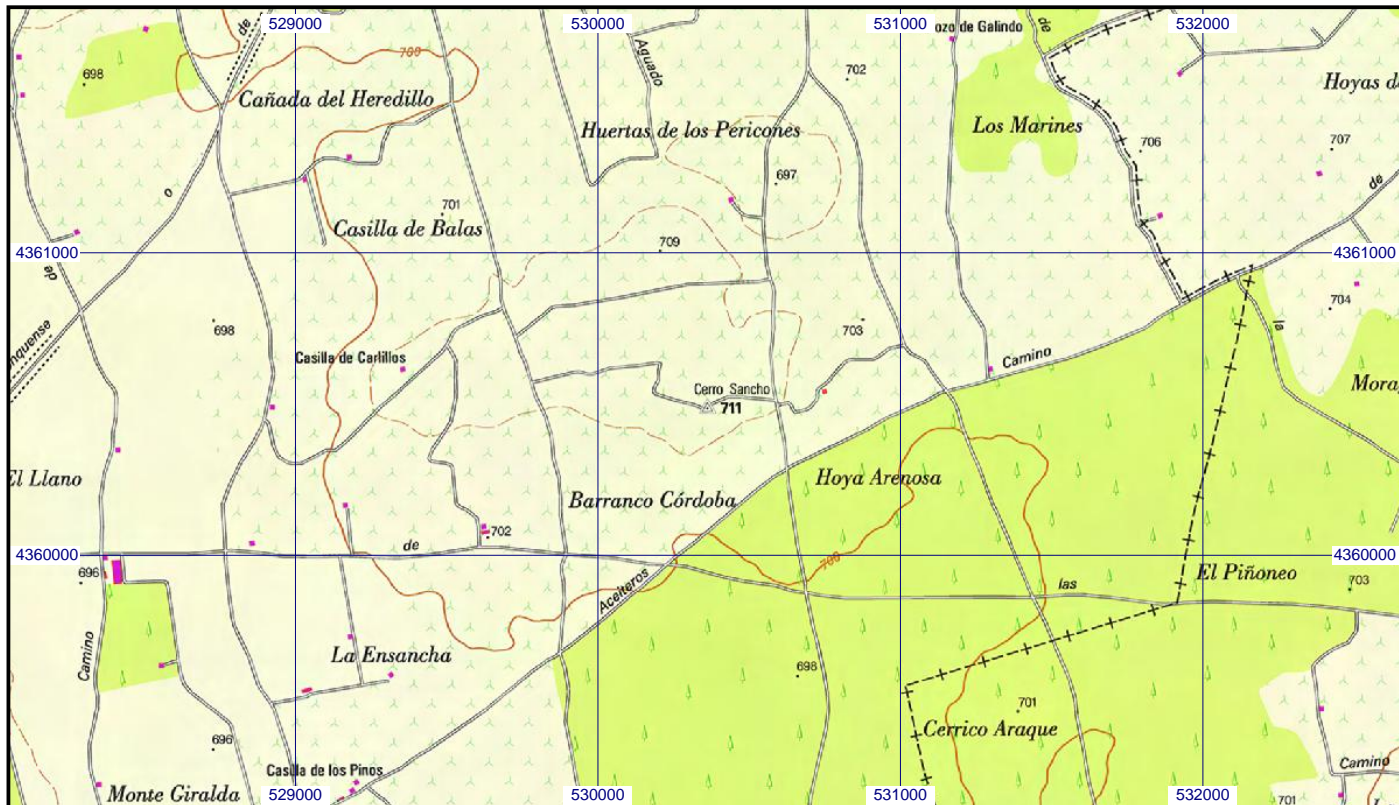 529000
530000
531000
532000
de
ozo de Galindo
de
700
698
702
Aguado
Hoyas d
Cañada del Heredillo
Huertas de los Pericones
Los Marines
706
707
697
o
de
701
Casilla de Balas
709
4361000
4361000
de
704
698
703
la
nquense
Casilla de Carlillos
Camino
Cerro Sancho
711
Mora
El Llano
Hoya Arenosa
Barranco Córdoba
702
de
4360000
4360000
700
696
El Piñoneo
703
las
Aceiteros
Camino
La Ensancha
698
701
Cerrico Araque
696
Casilla de los Pinos
Camino
Monte Giralda
529000
530000
531000
532000
701